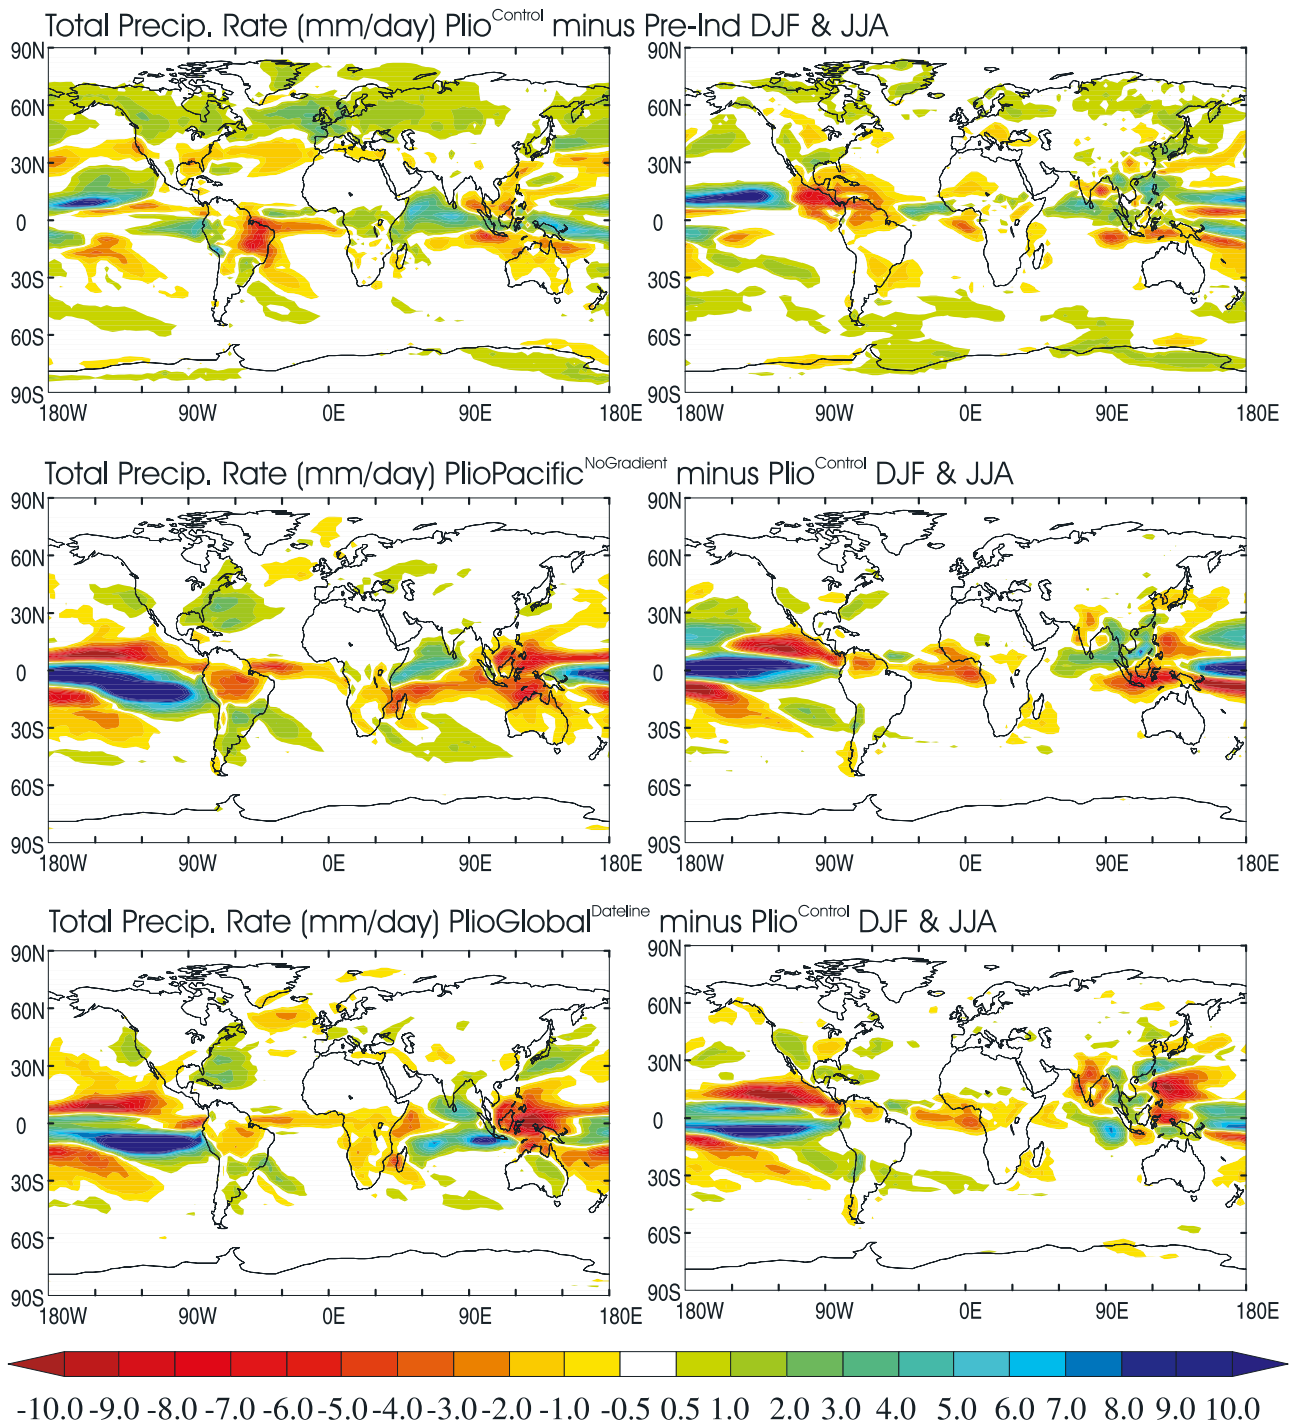 Total Precip. Rate (mm/day) Plio^Control minus Pre-Ind DJF & JJA
90N 90N
60N 60N
30N 30N
0 0
30S 30S
60S 60S
90S 90S
180W 90W 0E 90E 180E 180W 90W 0E 90E 180E
Total Precip. Rate (mm/day) PlioPacific^NoGradient minus Plio^Control DJF & JJA
90N 90N
60N 60N
30N 30N
0 0
30S 30S
60S 60S
90S 90S
180W 90W 0E 90E 180E 180W 90W 0E 90E 180E
Total Precip. Rate (mm/day) PlioGlobal^Dateline minus Plio^Control DJF & JJA
90N 90N
60N 60N
30N 30N
0 0
30S 30S
60S 60S
90S 90S
180W 90W 0E 90E 180E 180W 90W 0E 90E 180E
-10.0 -9.0 -8.0 -7.0 -6.0 -5.0 -4.0 -3.0 -2.0 -1.0 -0.5 0.5 1.0 2.0 3.0 4.0 5.0 6.0 7.0 8.0 9.0 10.0